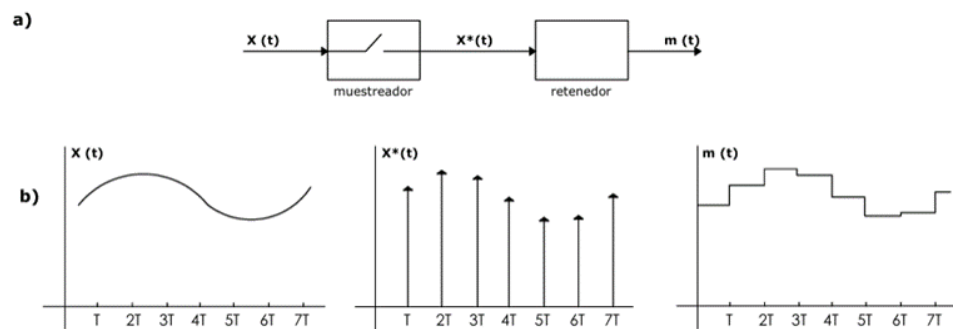 a)
X (t)
X*(t)
m (t)
muestreador
retenedor
b)
X (t)
X*(t)
m (t)
T 2T 3T 4T 5T 6T 7T
T 2T 3T 4T 5T 6T 7T
T 2T 3T 4T 5T 6T 7T